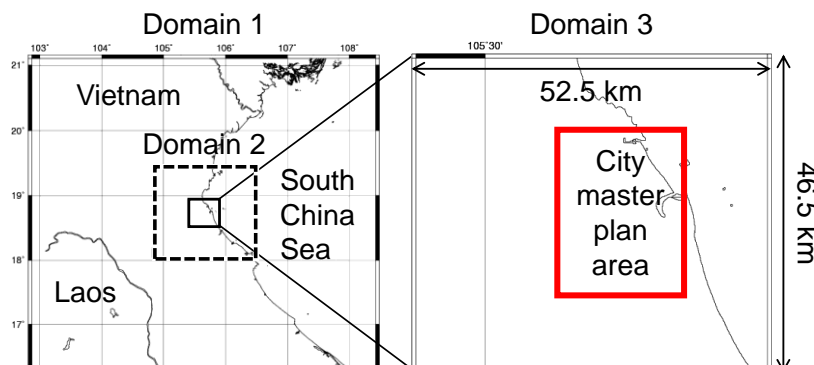 Domain 1
Domain 3
103˚ 104˚ 105˚ 106˚ 107˚ 108˚
105˚30'
21˚
Vietnam
52.5 km
20˚
Domain 2
City
master
plan
area
19˚
South
China
Sea
46.5 km
18˚
Laos
17˚